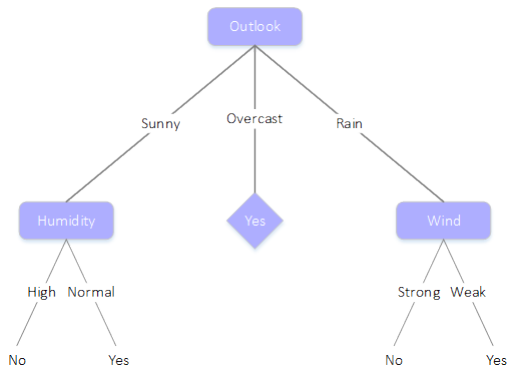 Outlook
Sunny
Overcast
Rain
Humidity
Yes
Wind
High
Normal
Strong
Weak
No
Yes
No
Yes